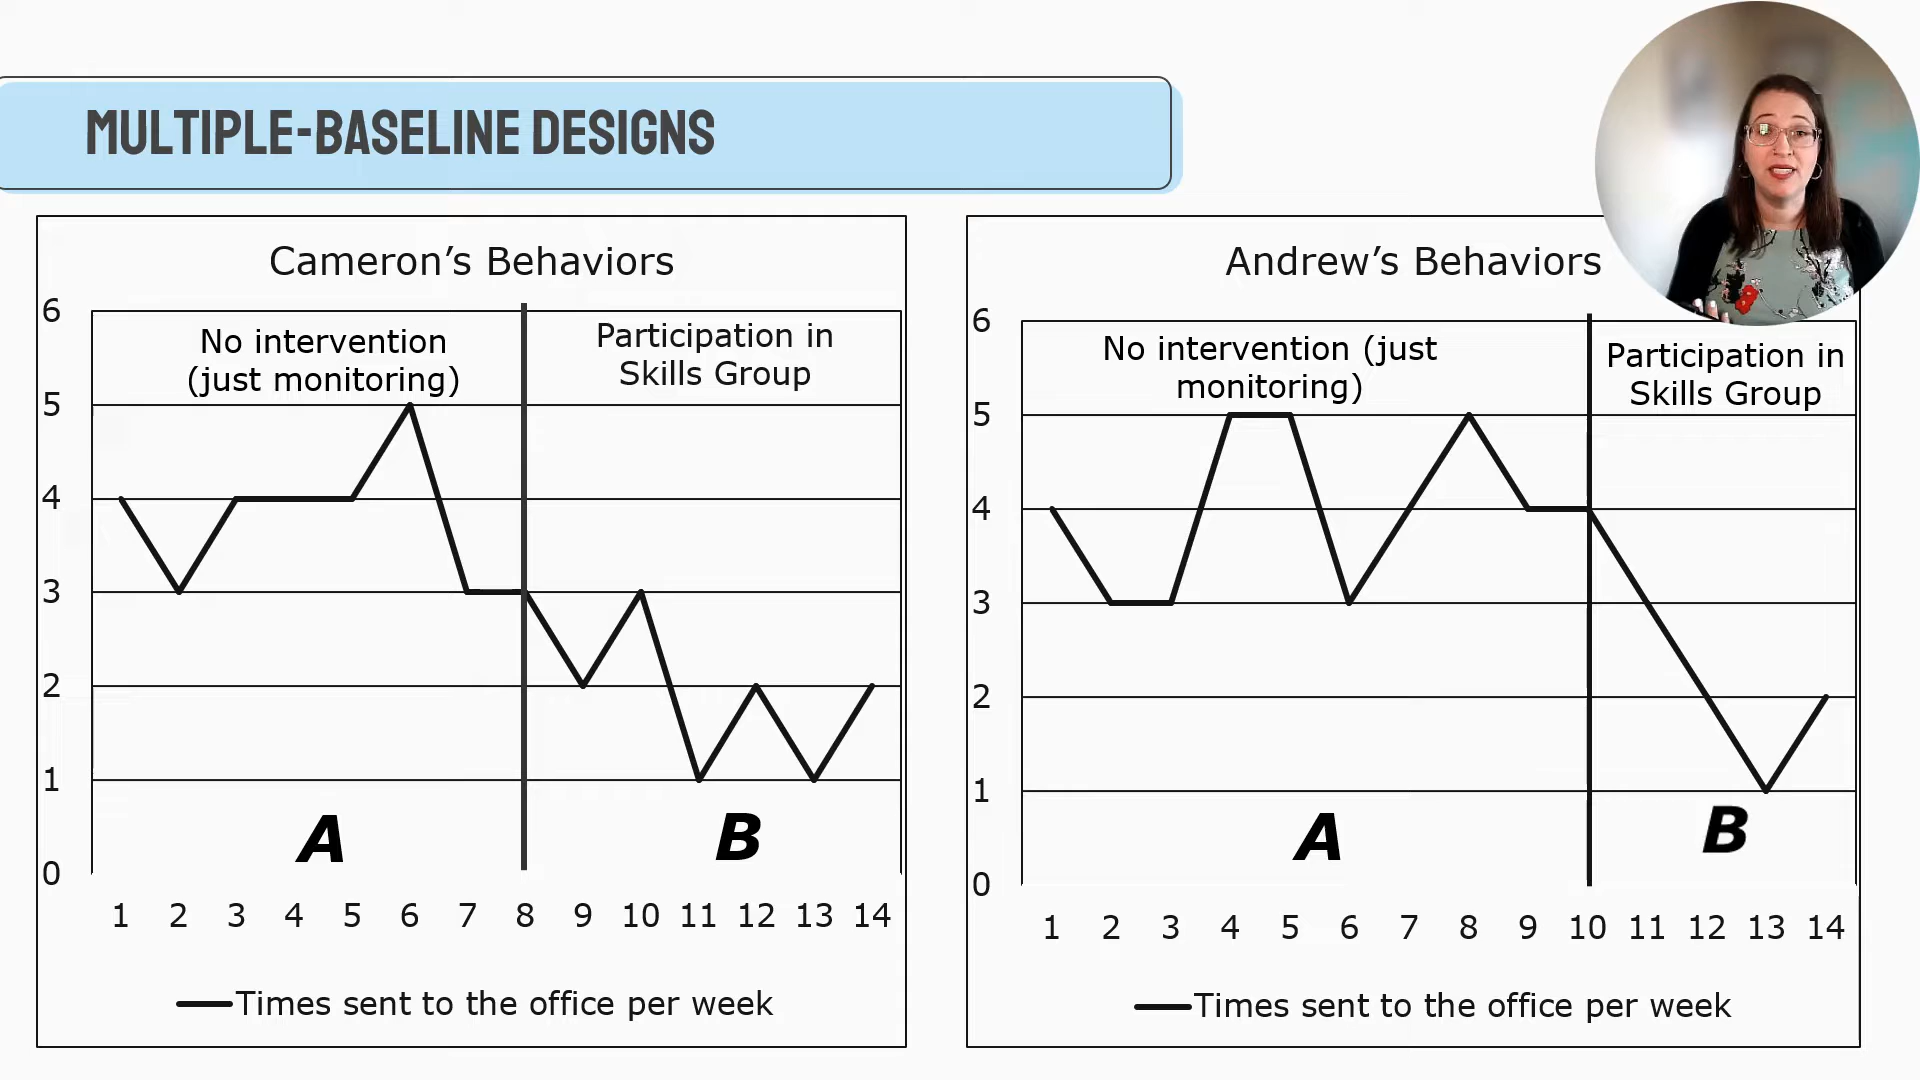 MULTIPLE-BASELINE DESIGNS
Cameron’s Behaviors
6
5
4
3
2
1
0
No intervention
(just monitoring)
Participation in
Skills Group
A
B
1 2 3 4 5 6 7 8 9 10 11 12 13 14
Times sent to the office per week
Andrew’s Behaviors
6
5
4
3
2
1
0
No intervention (just
monitoring)
Participation in
Skills Group
A
B
1 2 3 4 5 6 7 8 9 10 11 12 13 14
Times sent to the office per week